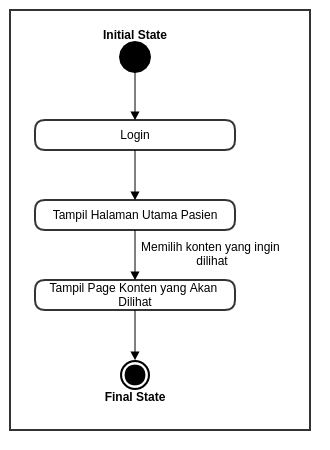 Initial State
Login
Tampil Halaman Utama Pasien
Memilih konten yang ingin
dilihat
Tampil Page Konten yang Akan
Dilihat
Final State